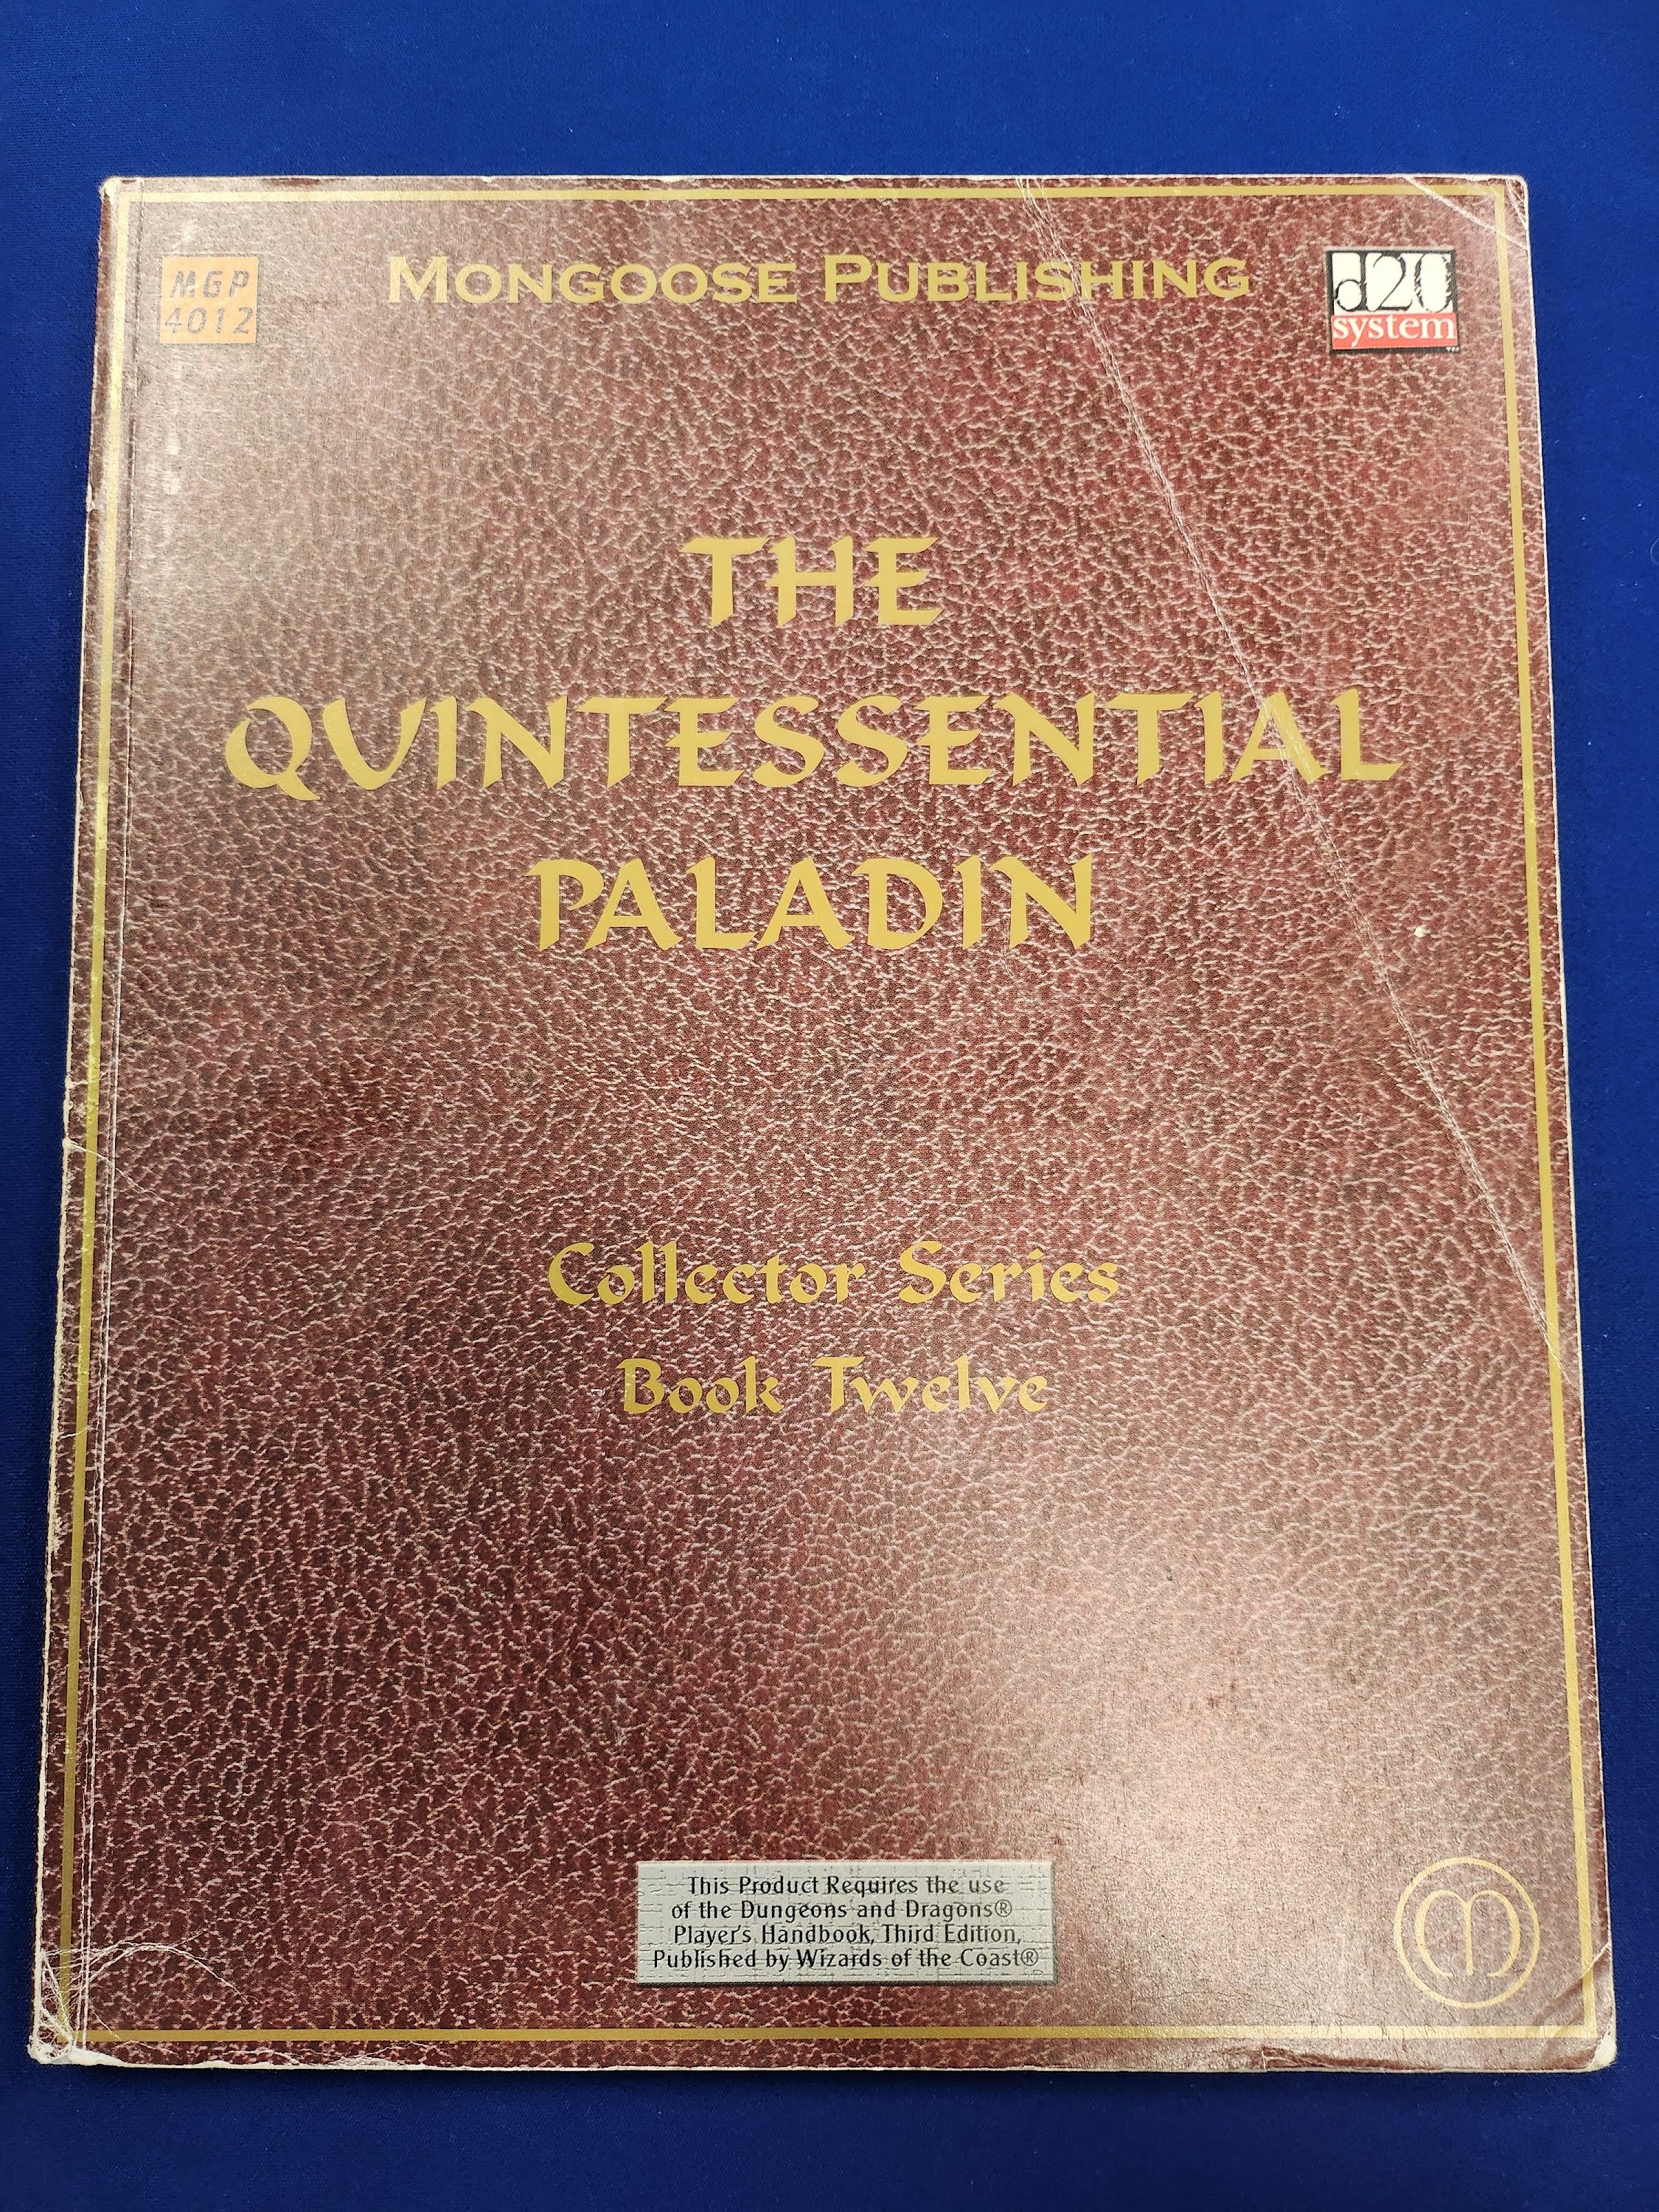 MGP
4012
MONGOOSE PUBLISHING
d20
system
THE
QUINTESSENTIAL
PALADIN
Collector Series
Book Twelve
This Product Requires the use
of the Dungeons and Dragons®
Player's Handbook, Third Edition,
Published by Wizards of the Coast®